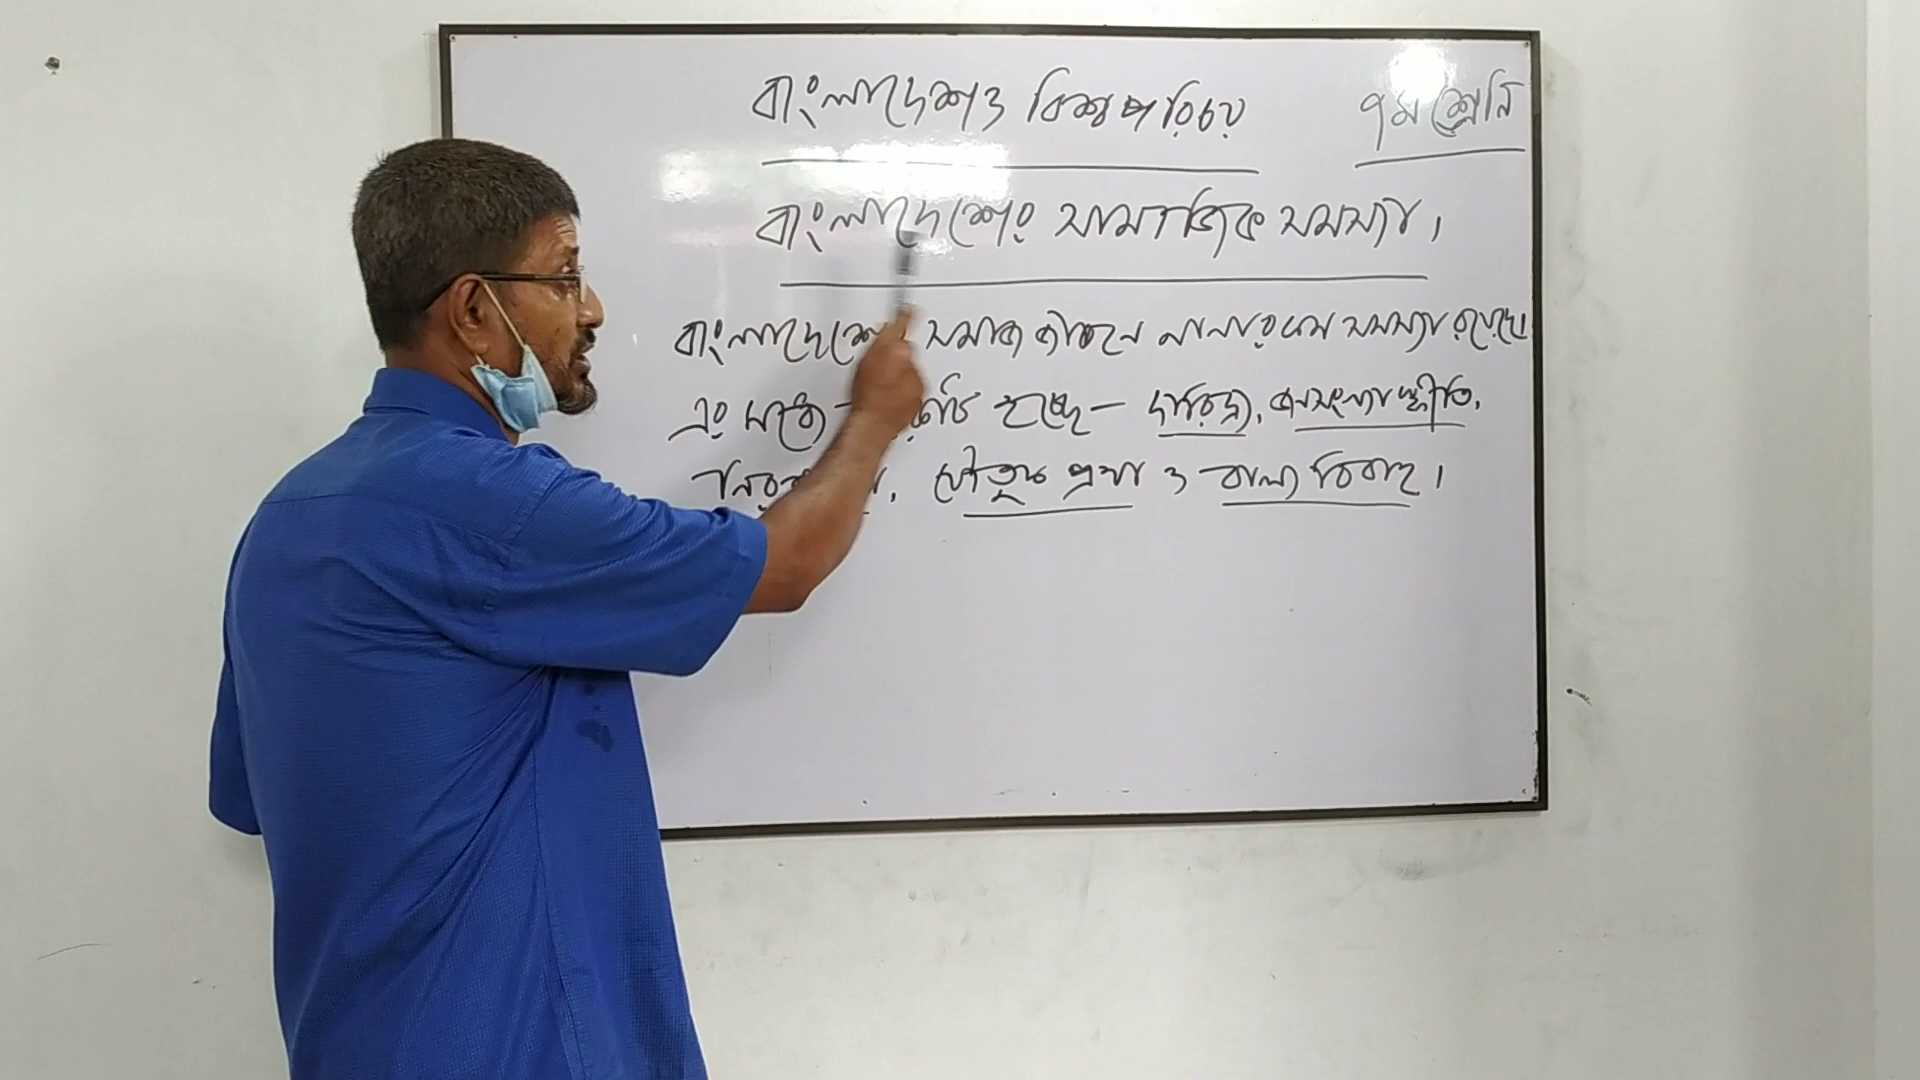 বাংলাদেশ ও বিশ্বপরিচয়
৭ম শ্রেনি
বাংলাদেশের সামাজিক সমস্যা।
বাংলাদেশের সমাজ জীবনে নানারকম সমস্যা রয়েছে।
এর মধ্যে হচ্ছে— দারিদ্র্য, জনসংখ্যা স্ফীতি,
যৌতুক প্রথা ও বাল্য বিবাহ।